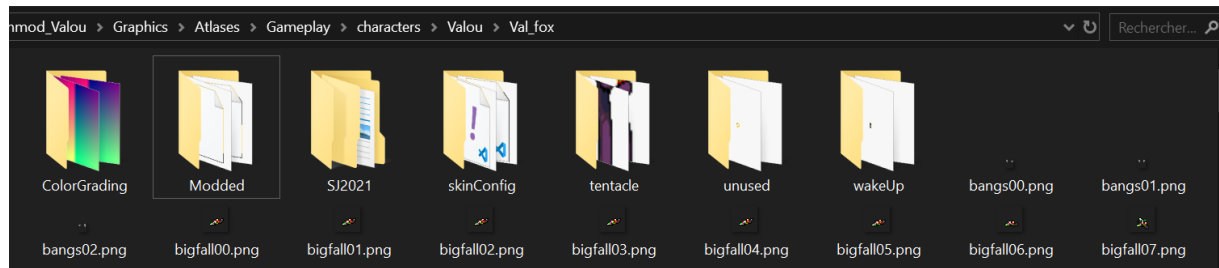 nmod_Valou > Graphics > Atlases > Gameplay > characters > Valou > Val_fox Rechercher...
ColorGrading Modded SJ2021 skinConfig tentacle unused wakeUp bangs00.png bangs01.png
bangs02.png bigfall00.png bigfall01.png bigfall02.png bigfall03.png bigfall04.png bigfall05.png bigfall06.png bigfall07.png